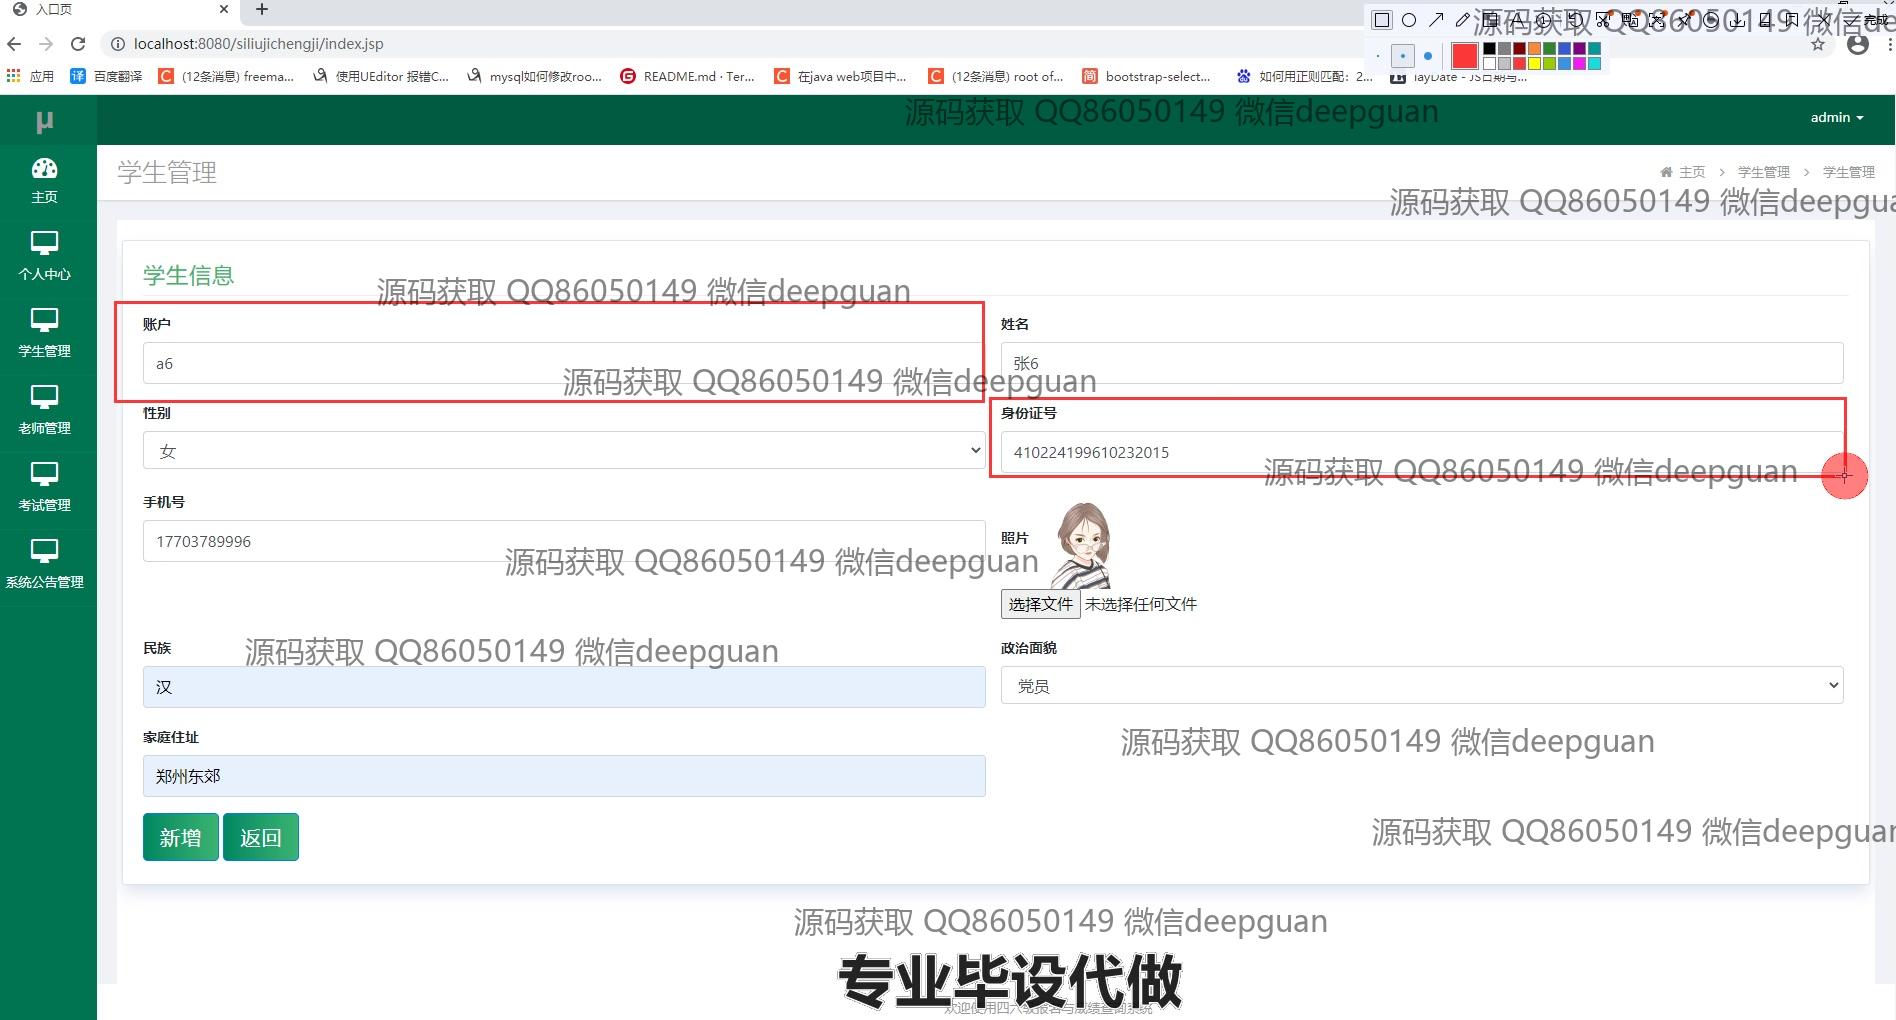 入口页
localhost:8080/siliujichengji/index.jsp
完成
应用 百度翻译 (12条消息) freema... 使用UEditor 报错C... mysql如何修改roo... README.md · Ter... 在java web项目中... (12条消息) root of... bootstrap-select... 如何用正则匹配：2... layDate - JS日期与...
源码获取 QQ86050149 微信de
源码获取 QQ86050149 微信deepguan
μ
admin
主页
学生管理
主页 > 学生管理 > 学生管理
源码获取 QQ86050149 微信deepgua
个人中心
学生信息
源码获取 QQ86050149 微信deepguan
账户
a6
姓名
张6
源码获取 QQ86050149 微信deepguan
学生管理
性别
女
身份证号
410224199610232015
源码获取 QQ86050149 微信deepguan
老师管理
手机号
17703789996
照片
选择文件 未选择任何文件
源码获取 QQ86050149 微信deepguan
考试管理
系统公告管理
民族
汉
政治面貌
党员
源码获取 QQ86050149 微信deepguan
家庭住址
郑州东郊
源码获取 QQ86050149 微信deepguan
新增 返回
源码获取 QQ86050149 微信deepguan
源码获取 QQ86050149 微信deepguan
专业毕设代做